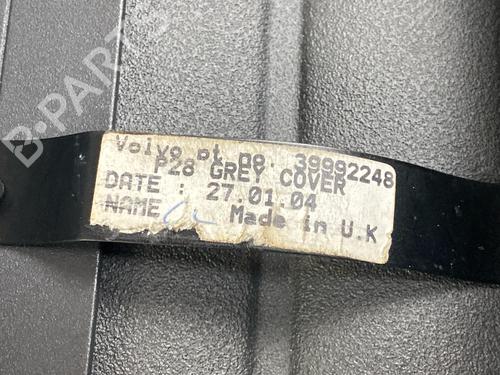 B-PARTS
Volvo pt no. 39992248
P28 GREY COVER
DATE : 27.01.04
NAME Made in U.K